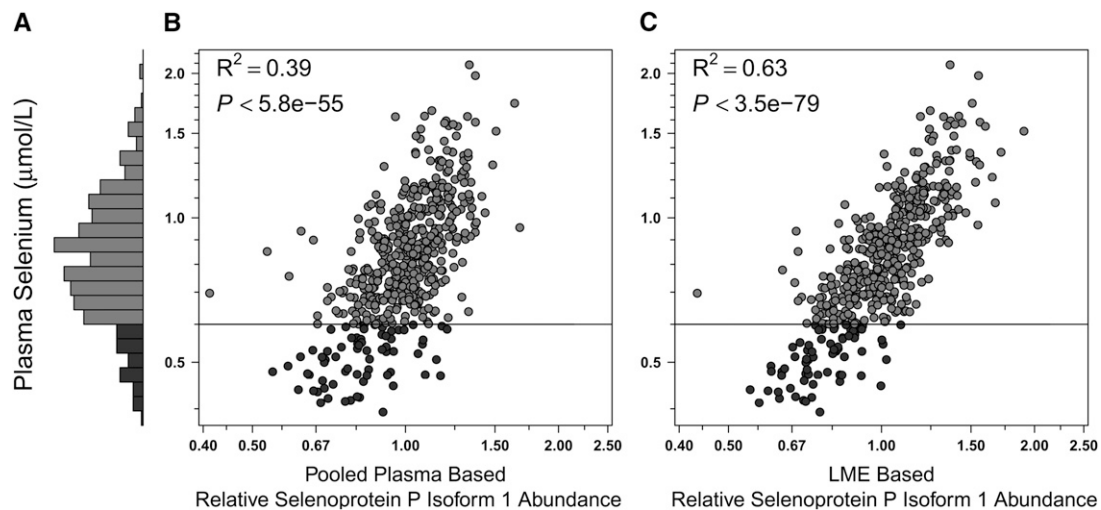 A
B
C
Plasma Selenium (μmol/L)
R² = 0.39
P < 5.8e−55
2.0
1.5
1.0
0.5
0.40 0.50 0.67 1.00 1.50 2.00 2.50
Pooled Plasma Based
Relative Selenoprotein P Isoform 1 Abundance
R² = 0.63
P < 3.5e−79
2.0
1.5
1.0
0.5
0.40 0.50 0.67 1.00 1.50 2.00 2.50
LME Based
Relative Selenoprotein P Isoform 1 Abundance